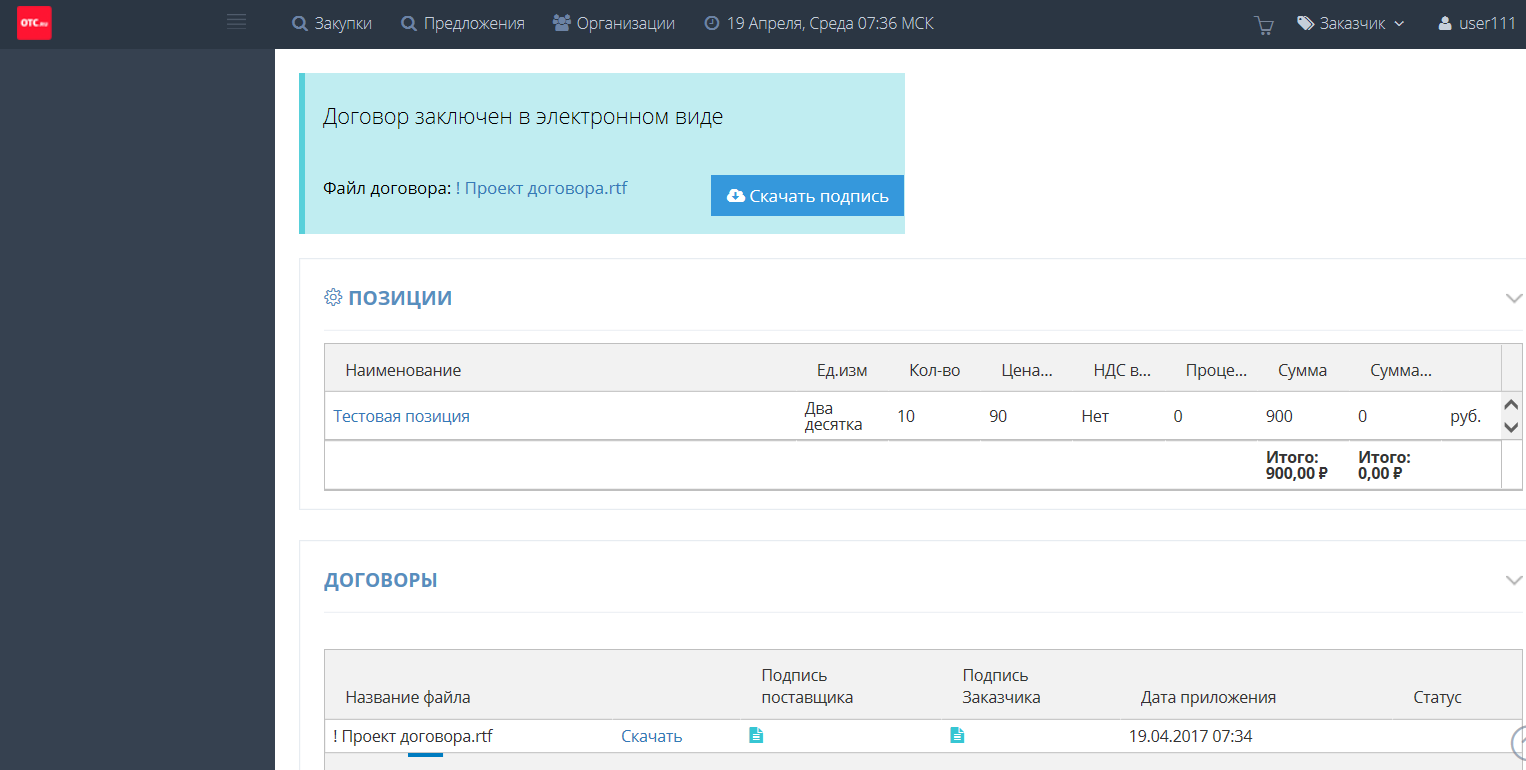 OTC.RU
Закупки
Предложения
Организации
19 Апреля, Среда 07:36 МСК
Заказчик
user111
Договор заключен в электронном виде
Файл договора: ! Проект договора.rtf
Скачать подпись
ПОЗИЦИИ
Наименование Ед.изм Кол-во Цена... НДС в... Проце... Сумма Сумма...
Тестовая позиция Два десятка 10 90 Нет 0 900 0 руб.
Итого: Итого:
900,00 ₽ 0,00 ₽
ДОГОВОРЫ
Название файла Подпись поставщика Подпись Заказчика Дата приложения Статус
! Проект договора.rtf Скачать 19.04.2017 07:34